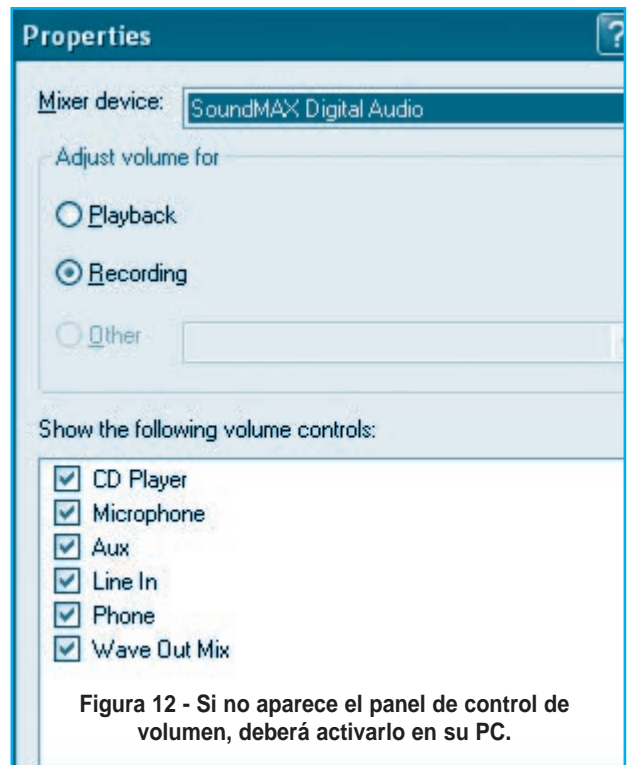 Properties
?
Mixer device: SoundMAX Digital Audio
Adjust volume for
Playback
Recording
Other
Show the following volume controls:
CD Player
Microphone
Aux
Line In
Phone
Wave Out Mix
Figura 12 - Si no aparece el panel de control de
volumen, deberá activarlo en su PC.